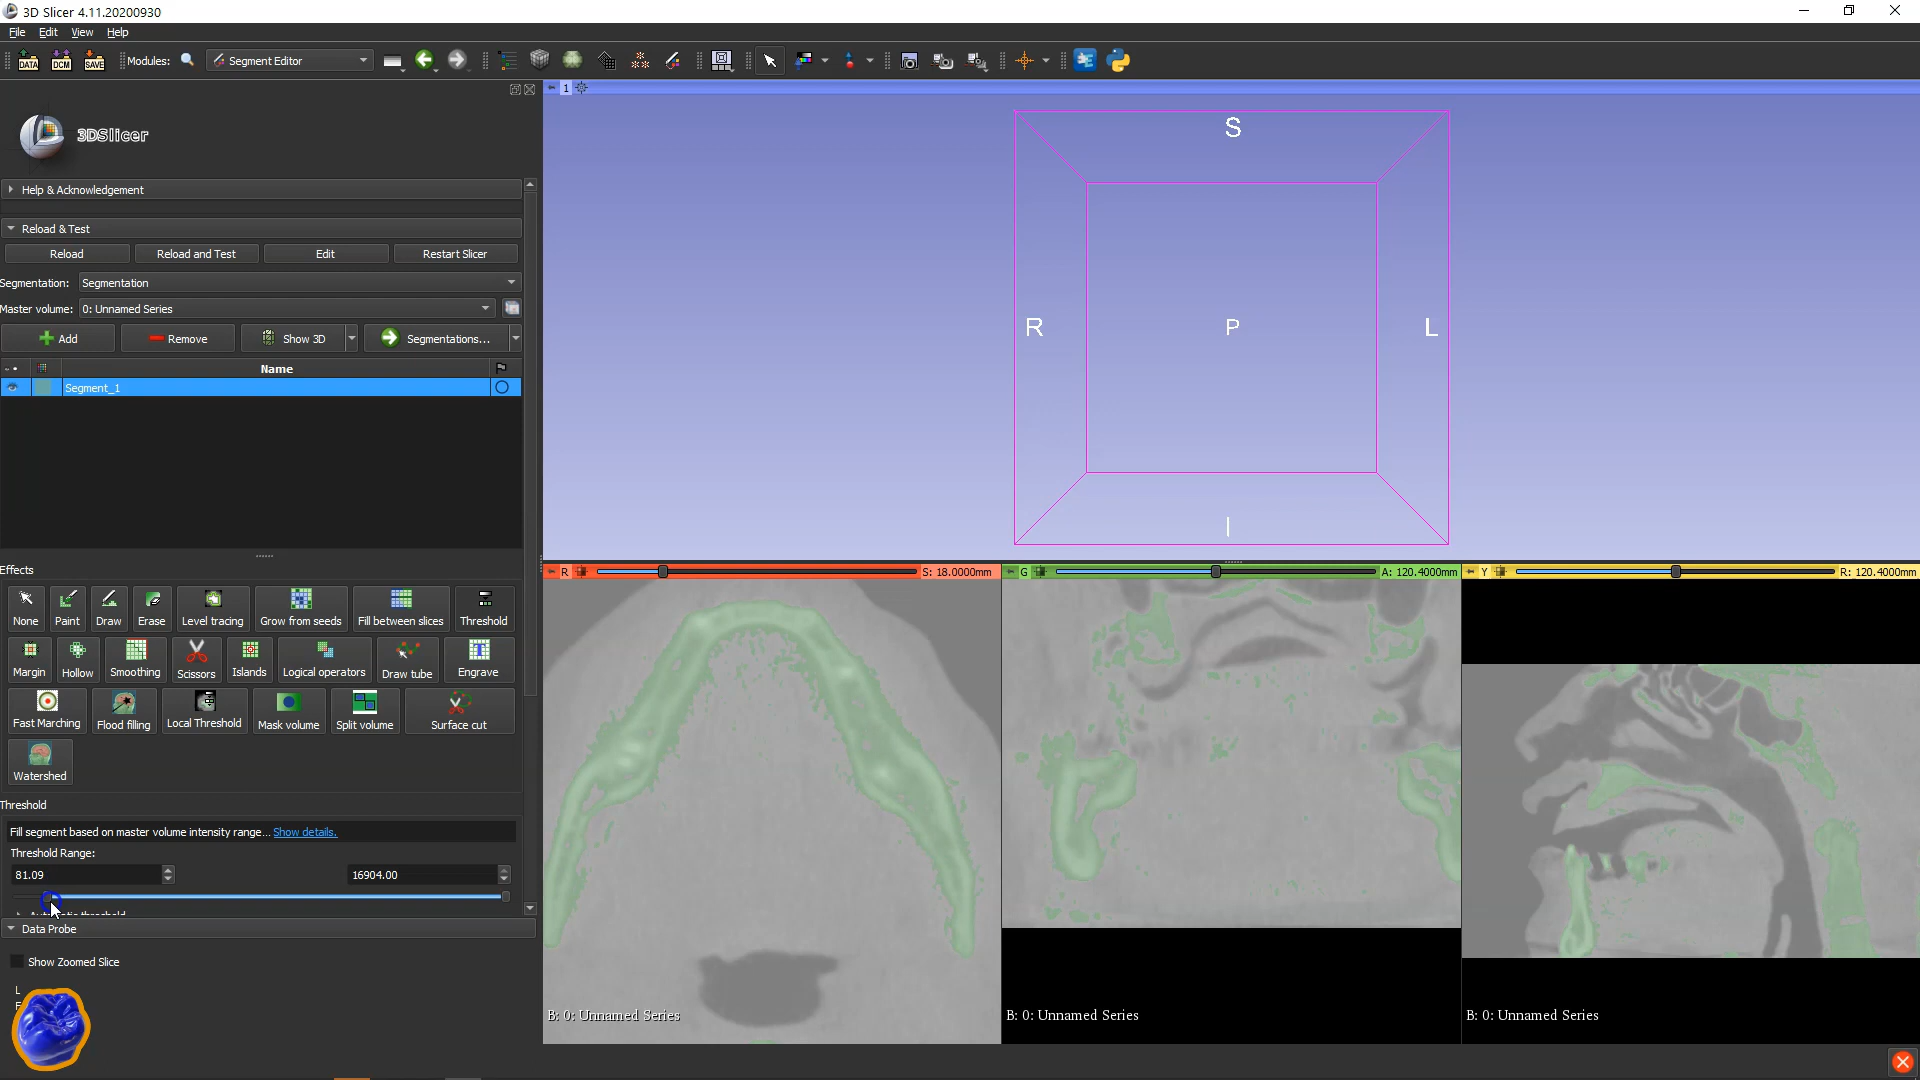 3D Slicer 4.11.20200930
File Edit View Help
DATA DCM SAVE Modules: Segment Editor
1
3DSlicer
Help & Acknowledgement
Reload & Test
Reload Reload and Test Edit Restart Slicer
Segmentation: Segmentation
Master volume: 0: Unnamed Series
Add Remove Show 3D Segmentations...
Name
Segment_1
Effects
None Paint Draw Erase Level tracing Grow from seeds Fill between slices Threshold
Margin Hollow Smoothing Scissors Islands Logical operators Draw tube Engrave
Fast Marching Flood filling Local Threshold Mask volume Split volume Surface cut
Watershed
Threshold
Fill segment based on master volume intensity range... Show details.
Threshold Range:
81.09 16904.00
Data Probe
Show Zoomed Slice
L
F
S
R P L
I
R S: 18.0000mm
G A: 120.4000mm
Y R: 120.4000mm
B: 0: Unnamed Series
B: 0: Unnamed Series
B: 0: Unnamed Series